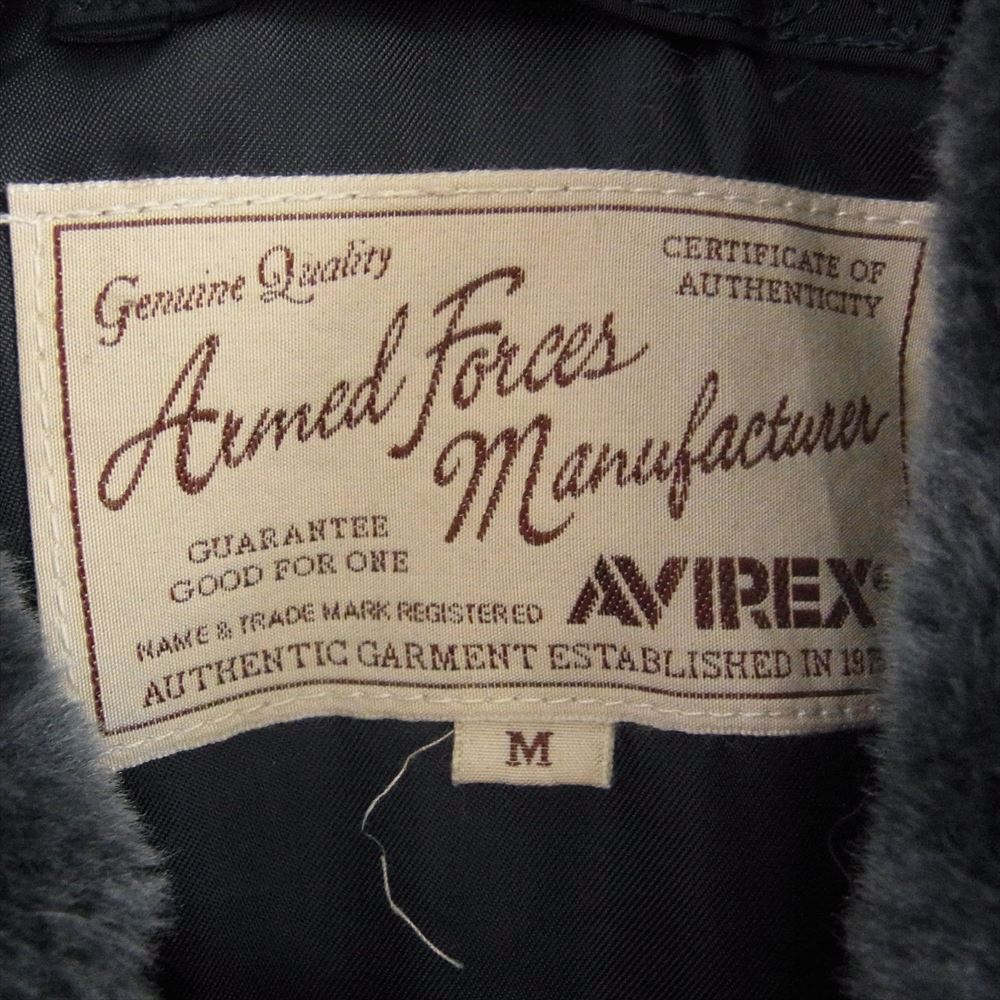 Genuine Quality
CERTIFICATE OF
AUTHENTICITY
Armed Forces
Manufacturer
GUARANTEE
GOOD FOR ONE
NAME & TRADE MARK REGISTERED
AVIREX
AUTHENTIC GARMENT ESTABLISHED IN
M